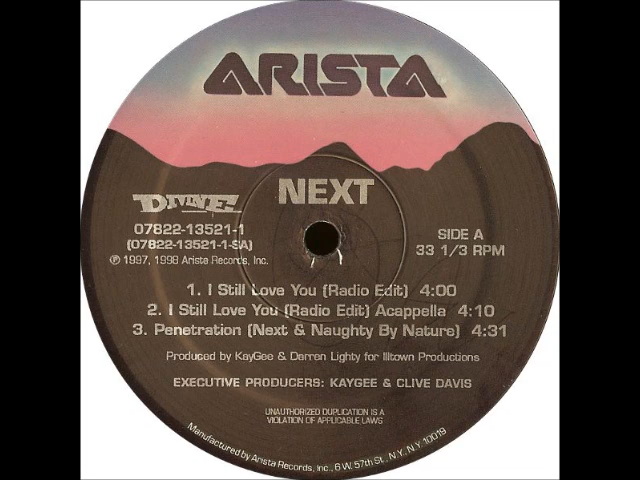 ARISTA
NEXT
DIVINE!
07822-13521-1
(07822-13521-1-SA)
℗ 1997, 1998 Arista Records, Inc.
SIDE A
33 1/3 RPM
1. I Still Love You (Radio Edit) 4:00
2. I Still Love You (Radio Edit) Acappella 4:10
3. Penetration (Next & Naughty By Nature) 4:31
Produced by KayGee & Darren Lighty for Illtown Productions
EXECUTIVE PRODUCERS: KAYGEE & CLIVE DAVIS
UNAUTHORIZED DUPLICATION IS A
VIOLATION OF APPLICABLE LAWS
Manufactured by Arista Records, Inc., 6 W. 57th St., N.Y., N.Y. 10019